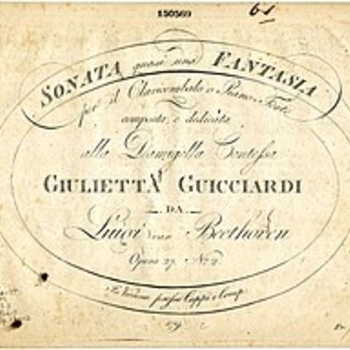 150569
61
SONATA quasi una FANTASIA
per il Clavicembalo o Piano-Forte
composta, e dedicata
alla Damigella Contessa
GIULIETTA GUICCIARDI
DA
Luigi van Beethoven
Opera 27. No. 2.
In Vienna presso Cappi e Comp.